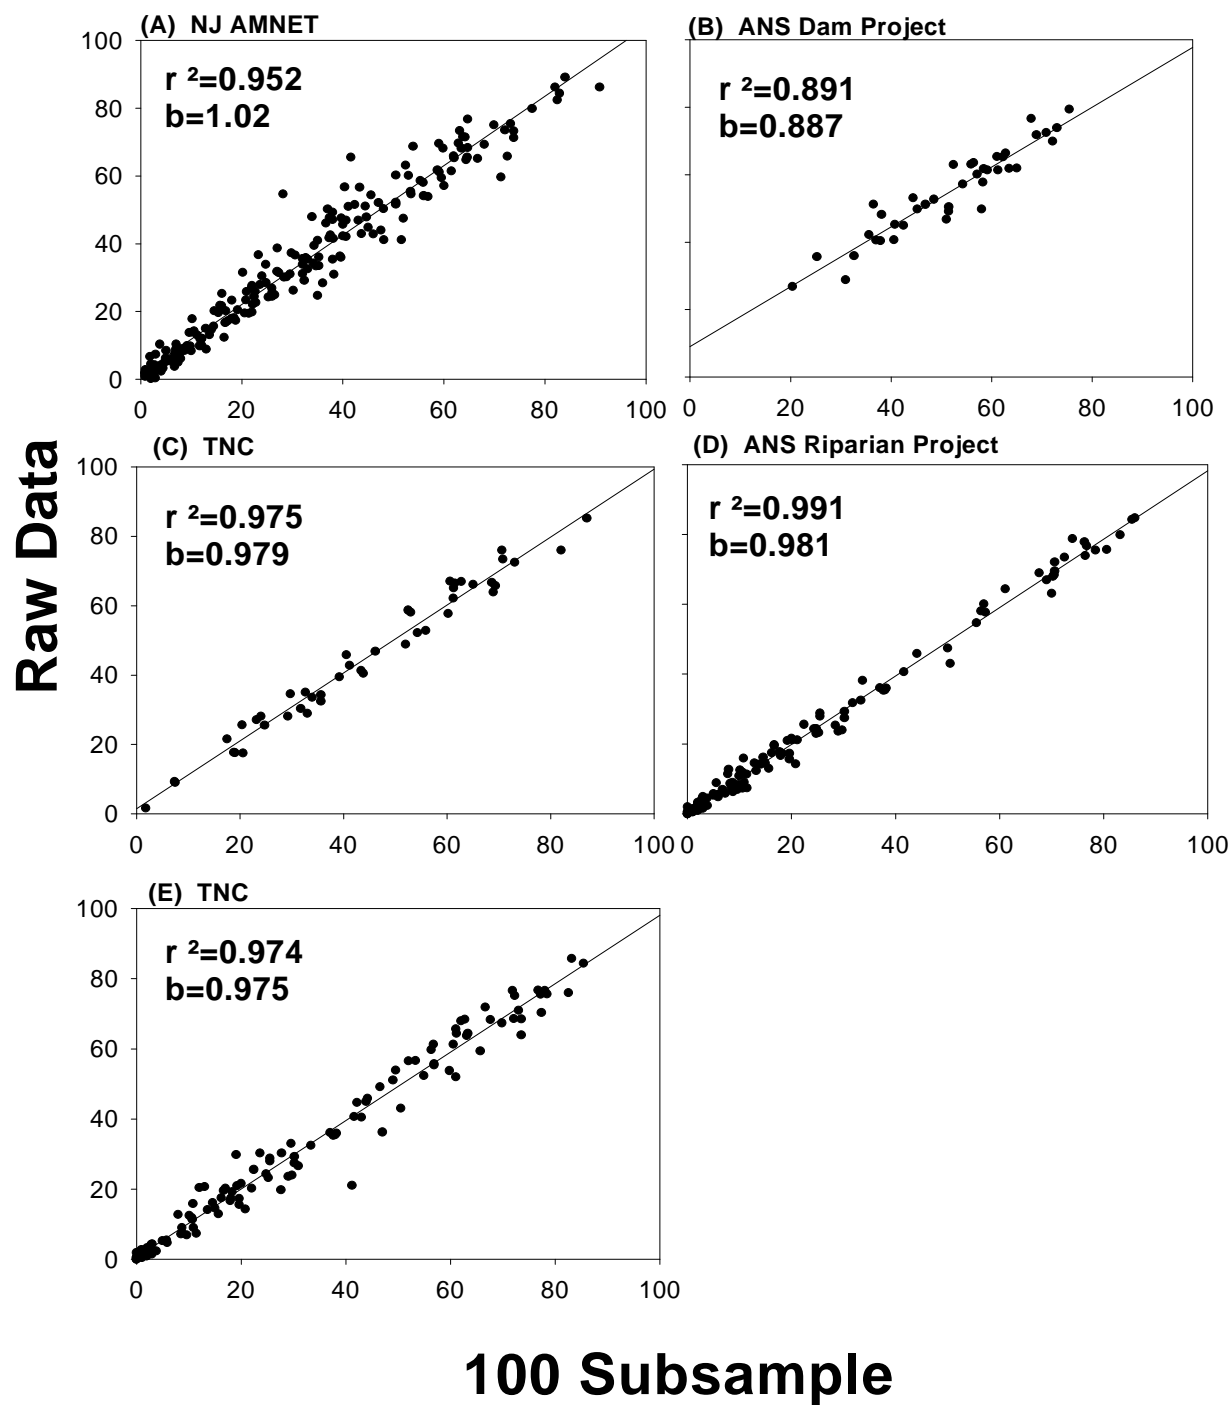 (A) NJ AMNET
r ²=0.952
b=1.02
100
80
60
40
20
0
0 20 40 60 80 100
(B) ANS Dam Project
r ²=0.891
b=0.887
0 20 40 60 80 100
Raw Data
(C) TNC
r ²=0.975
b=0.979
100
80
60
40
20
0
0 20 40 60 80 100
(D) ANS Riparian Project
r ²=0.991
b=0.981
0 20 40 60 80 100
(E) TNC
r ²=0.974
b=0.975
100
80
60
40
20
0
0 20 40 60 80 100
100 Subsample